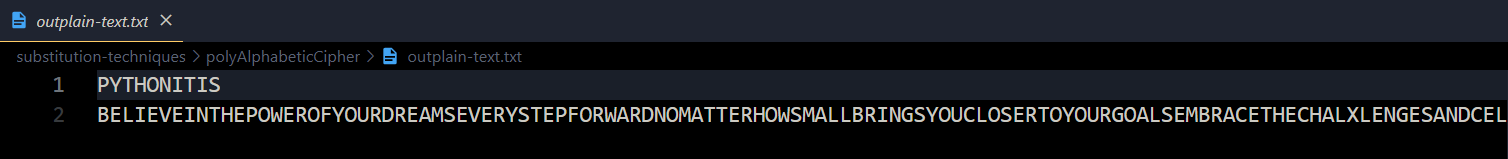 outplain-text.txt
substitution-techniques > polyAlphabeticCipher > outplain-text.txt
1 PYTHONITIS
2 BELIEVEINTHEPOWEROFYOURDREAMSEVERYSTEPFORWARDNOMATTERHOWSMALLBRINGSYOUCLOSERTOYOURGOALSEMBRACETHECHALXLENGESANDCEL